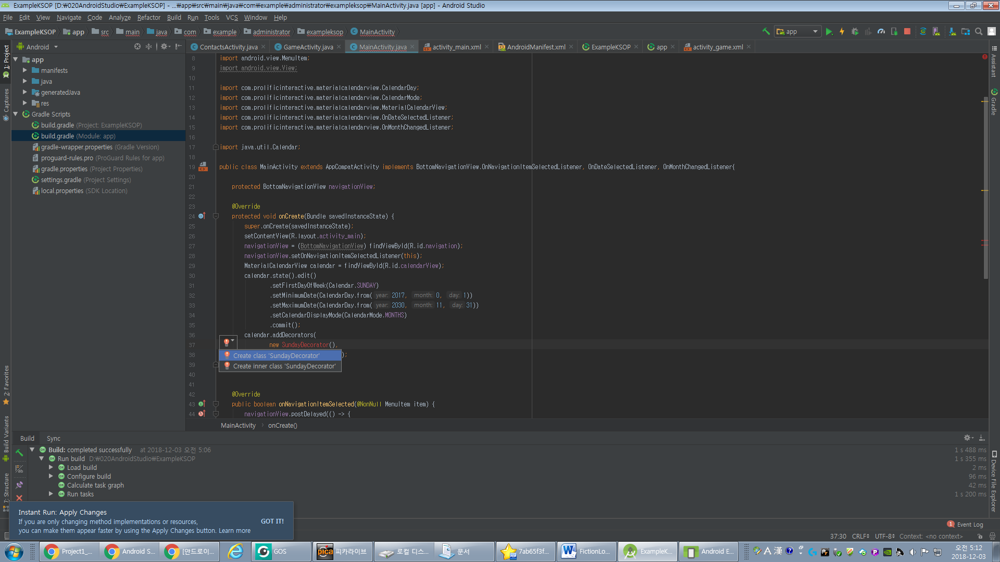 ExampleKSOP [D:₩020AndroidStudio₩ExampleKSOP] - ...₩app₩src₩main₩java₩com₩example₩administrator₩exampleksop₩MainActivity.java [app] - Android Studio
File Edit View Navigate Code Analyze Refactor Build Run Tools VCS Window Help
ExampleKSOP app src main java com example administrator exampleksop MainActivity app
Android ContactsActivity.java GameActivity.java MainActivity.java activity_main.xml AndroidManifest.xml ExampleKSOP app activity_game.xml
1: Project
Captures
2: Favorites
Build Variants
7: Structure
Assistant
Gradle
Device File Explorer
app
manifests
java
generatedJava
res
Gradle Scripts
build.gradle (Project: ExampleKSOP)
build.gradle (Module: app)
gradle-wrapper.properties (Gradle Version)
proguard-rules.pro (ProGuard Rules for app)
gradle.properties (Project Properties)
settings.gradle (Project Settings)
local.properties (SDK Location)
8 import android.view.MenuItem;
9 import android.view.View;
10
11 import com.prolificinteractive.materialcalendarview.CalendarDay;
12 import com.prolificinteractive.materialcalendarview.CalendarMode;
13 import com.prolificinteractive.materialcalendarview.MaterialCalendarView;
14 import com.prolificinteractive.materialcalendarview.OnDateSelectedListener;
15 import com.prolificinteractive.materialcalendarview.OnMonthChangedListener;
16
17 import java.util.Calendar;
18
19 public class MainActivity extends AppCompatActivity implements BottomNavigationView.OnNavigationItemSelectedListener, OnDateSelectedListener, OnMonthChangedListener{
20
21 protected BottomNavigationView navigationView;
22
23 @Override
24 protected void onCreate(Bundle savedInstanceState) {
25 super.onCreate(savedInstanceState);
26 setContentView(R.layout.activity_main);
27 navigationView = (BottomNavigationView) findViewById(R.id.navigation);
28 navigationView.setOnNavigationItemSelectedListener(this);
29 MaterialCalendarView calendar = findViewById(R.id.calendarView);
30 calendar.state().edit()
31 .setFirstDayOfWeek(Calendar.SUNDAY)
32 .setMinimumDate(CalendarDay.from( year: 2017, month: 0, day: 1))
33 .setMaximumDate(CalendarDay.from( year: 2030, month: 11, day: 31))
34 .setCalendarDisplayMode(CalendarMode.MONTHS)
35 .commit();
36 calendar.addDecorators(
37 new SundayDecorator(),
38 Create class 'SundayDecorator' );
39 Create inner class 'SundayDecorator'
40
41
42 @Override
43 public boolean onNavigationItemSelected(@NonNull MenuItem item) {
44 navigationView.postDelayed(() -> {
MainActivity onCreate()
Build Sync
Build: completed successfully at 2018-12-03 오전 5:06 1 s 488 ms
Run build D:₩020AndroidStudio₩ExampleKSOP 1 s 355 ms
Load build 2 ms
Configure build 96 ms
Calculate task graph 42 ms
Run tasks 1 s 200 ms
Instant Run: Apply Changes
If you are only changing method implementations or resources,
you can make them appear faster by using the Apply Changes button. Learn more
GOT IT!
1 Event Log
37:30 CRLF UTF-8 Context: <no context>
Project1_... Android S... [안드로이... GOS pica 피카라이브 로컬 디스... 문서 PDF 7ab65f3f... FictionLo... ExampleK... Android E... A 漢 오전 5:12
2018-12-03